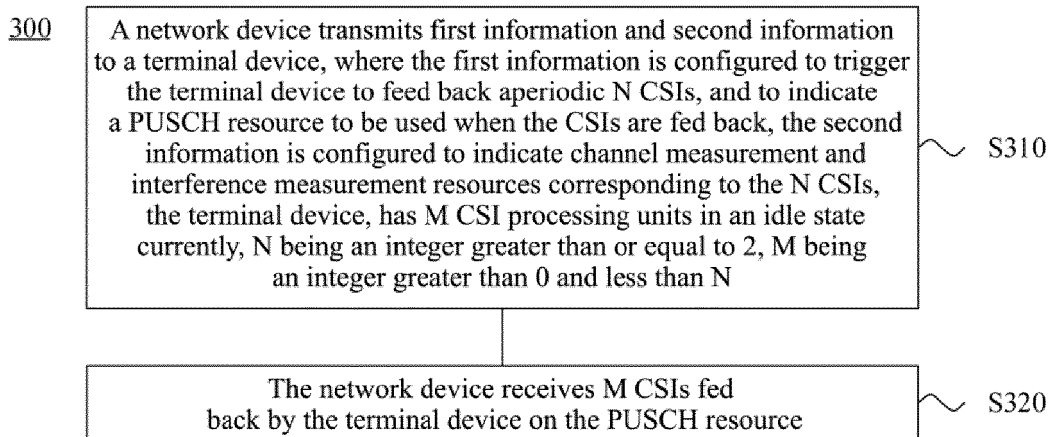 300
A network device transmits first information and second information
to a terminal device, where the first information is configured to trigger
the terminal device to feed back aperiodic N CSIs, and to indicate
a PUSCH resource to be used when the CSIs are fed back, the second
information is configured to indicate channel measurement and
interference measurement resources corresponding to the N CSIs,
the terminal device, has M CSI processing units in an idle state
currently, N being an integer greater than or equal to 2, M being
an integer greater than 0 and less than N
S310
The network device receives M CSIs fed
back by the terminal device on the PUSCH resource
S320